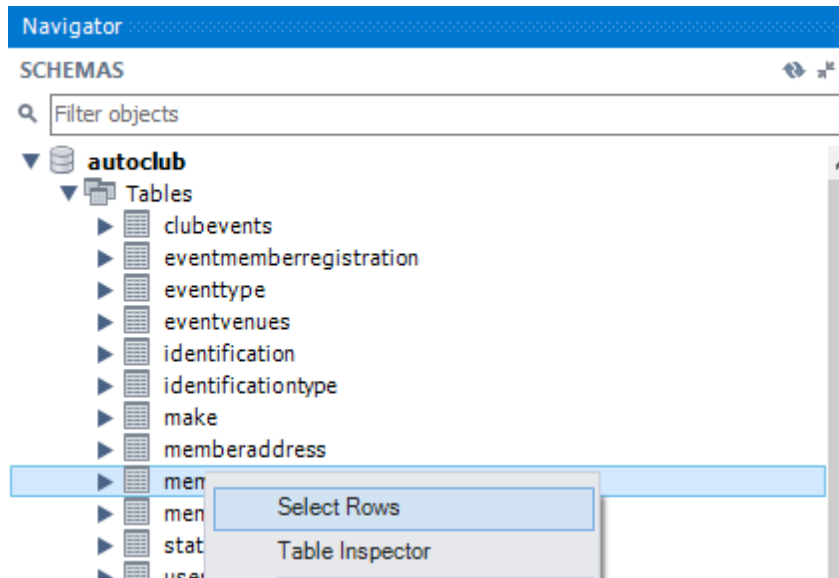 Navigator
SCHEMAS
Filter objects
autoclub
Tables
clubevents
eventmemberregistration
eventtype
eventvenues
identification
identificationtype
make
memberaddress
Select Rows
Table Inspector